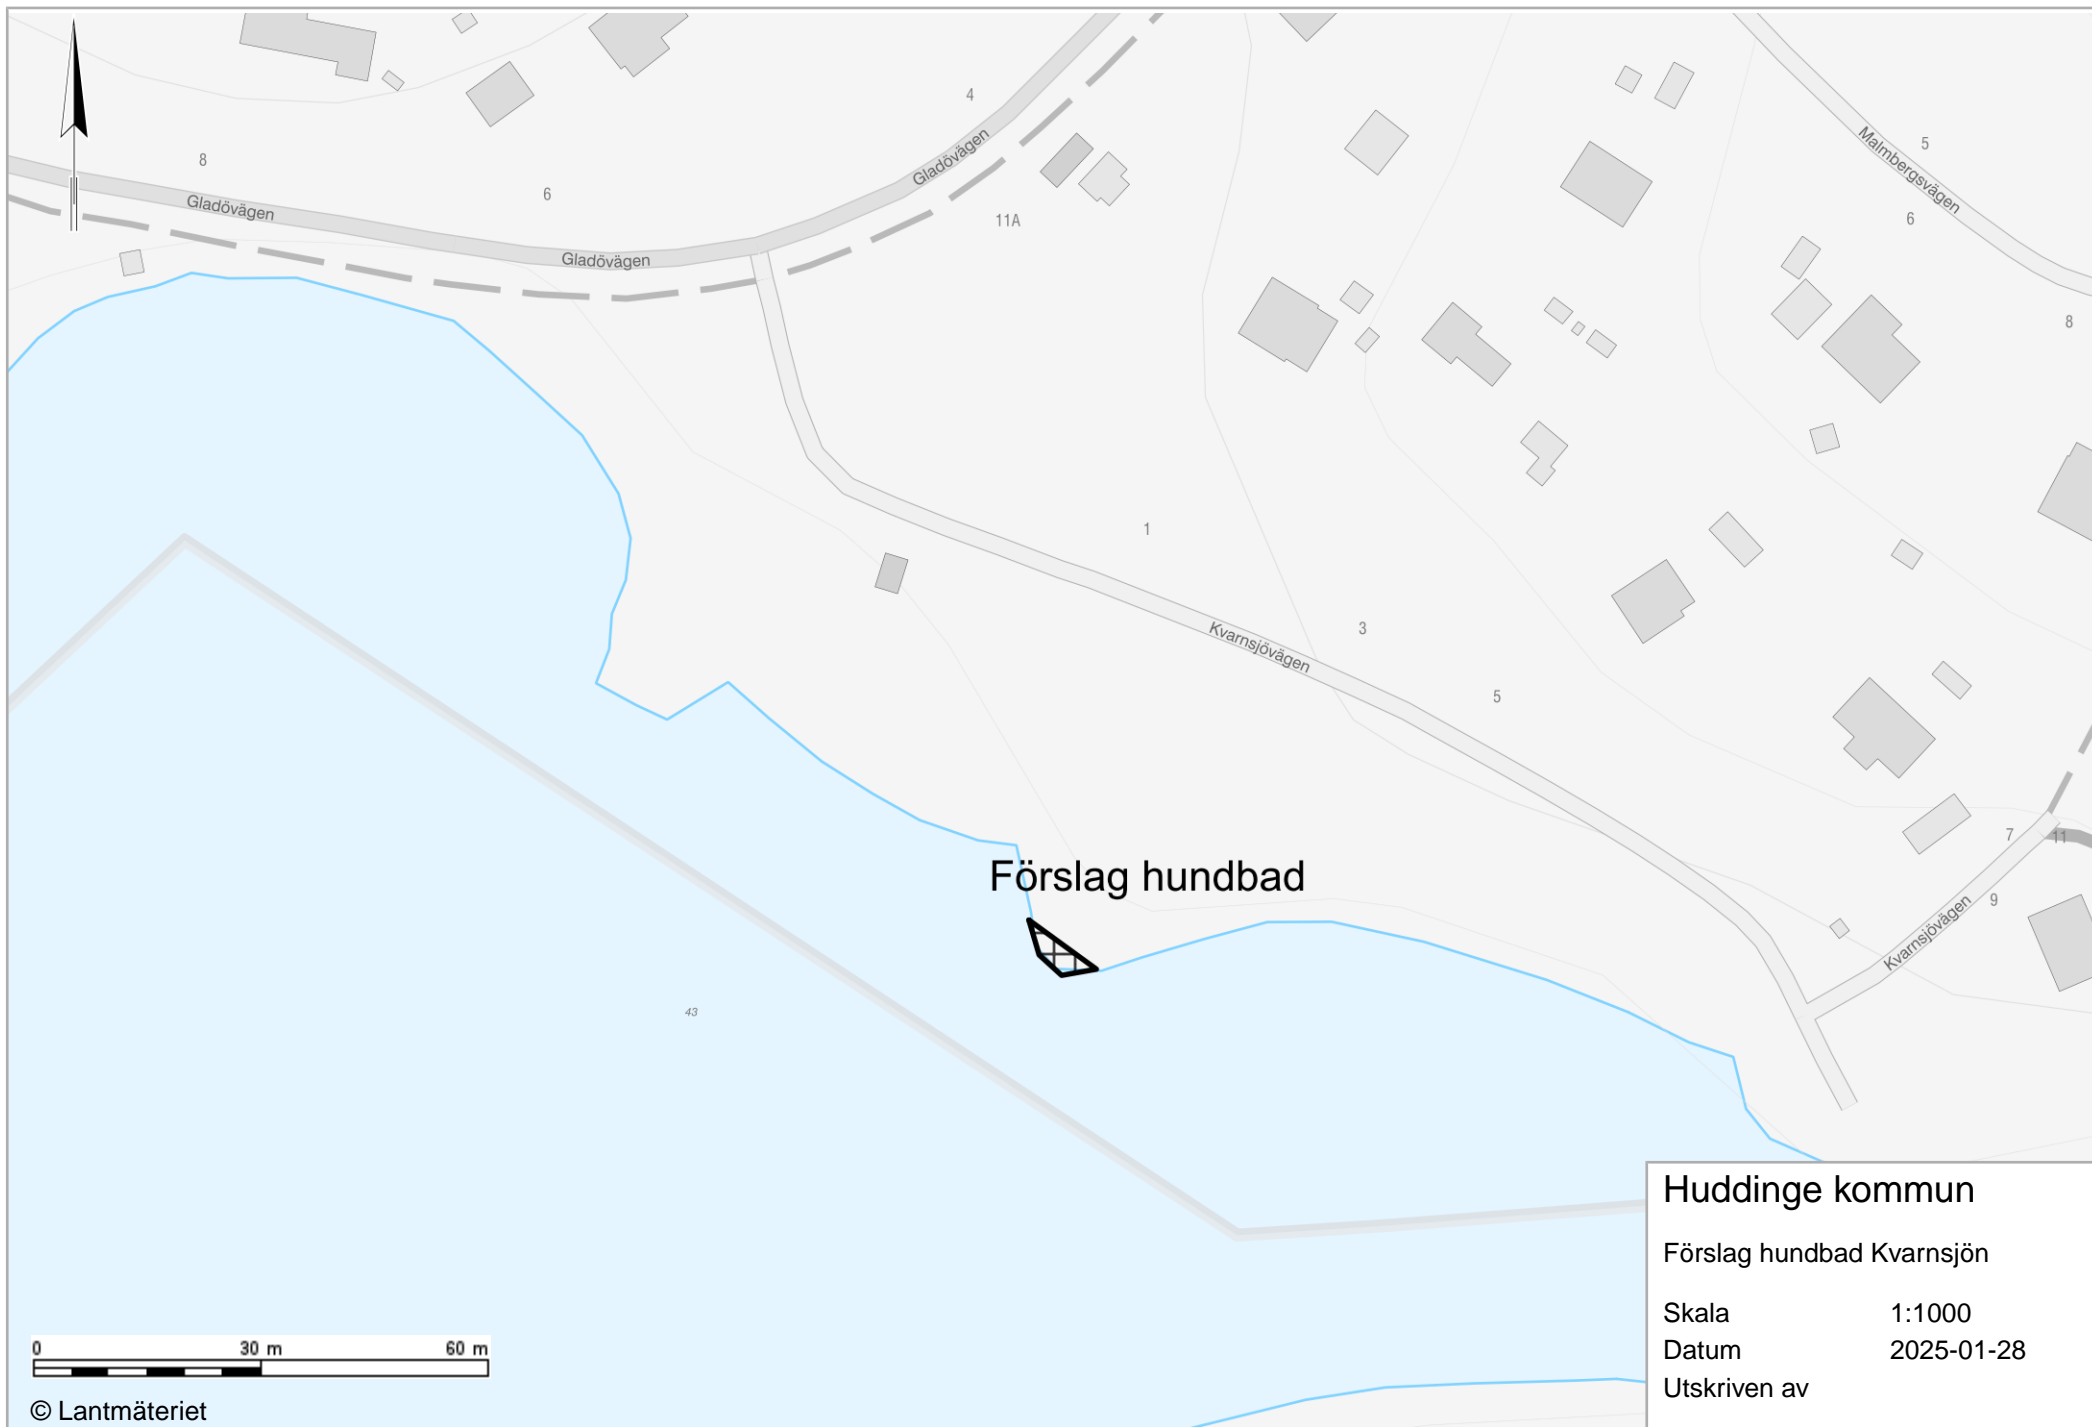 4
8
6
Gladövägen
Gladövägen
Gladövägen
11A
Malmbergsvägen
5
6
8
1
3
Kvarnsjövägen
5
7
11
9
Kvarnsjövägen
Förslag hundbad
43
Huddinge kommun
Förslag hundbad Kvarnsjön
Skala 1:1000
Datum 2025-01-28
Utskriven av
0 30 m 60 m
© Lantmäteriet